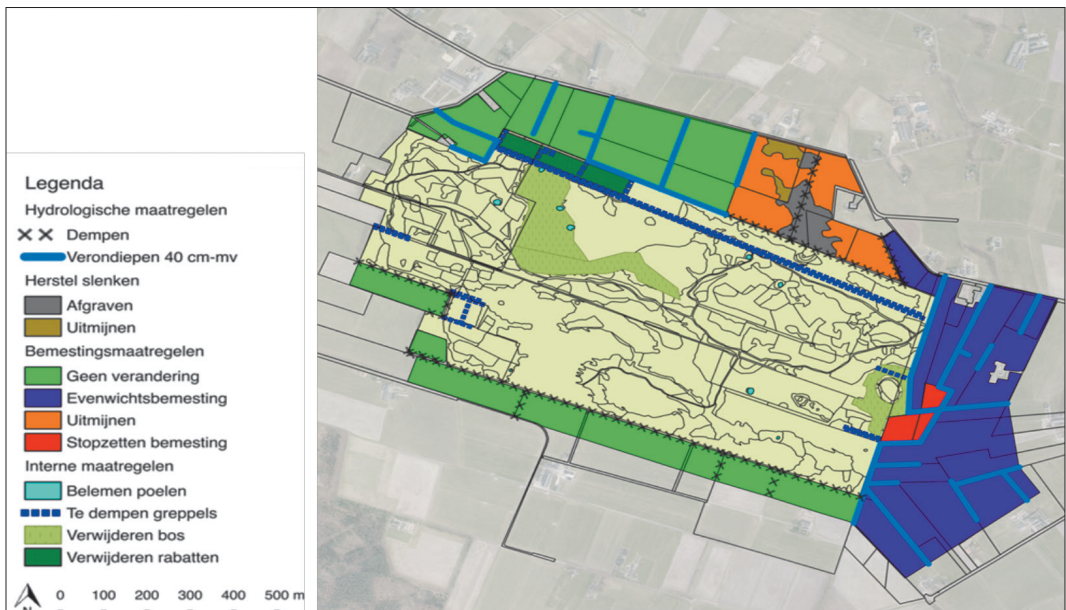 Legenda
Hydrologische maatregelen
Dempen
Verondiepen 40 cm-mv
Herstel slenken
Afgraven
Uitmijnen
Bemestingsmaatregelen
Geen verandering
Evenwichtsbemesting
Uitmijnen
Stopzetten bemesting
Interne maatregelen
Belemen poelen
Te dempen greppels
Verwijderen bos
Verwijderen rabatten
N 0 100 200 300 400 500 m